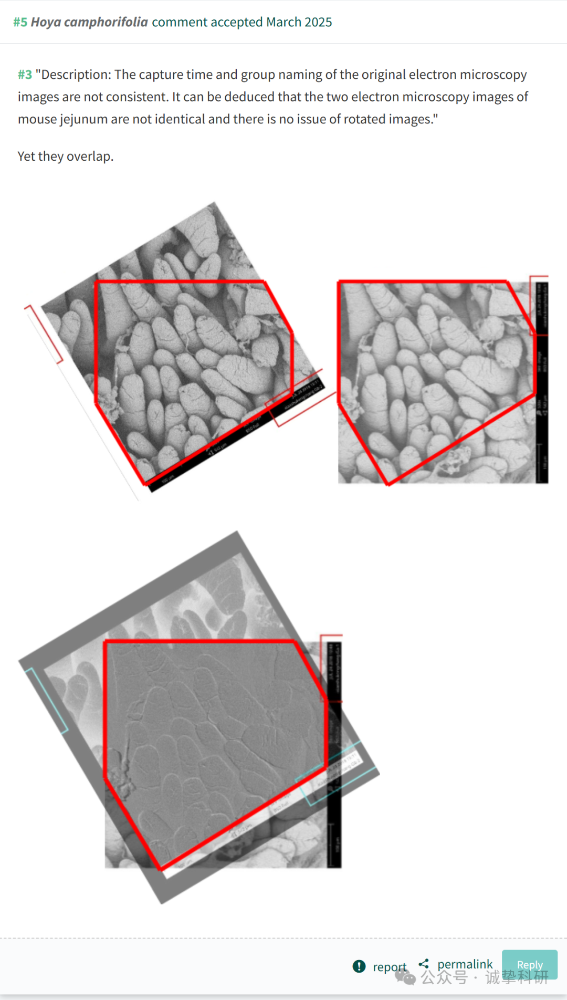 #5 Hoya camphorifolia comment accepted March 2025
#3 "Description: The capture time and group naming of the original electron microscopy
images are not consistent. It can be deduced that the two electron microscopy images of
mouse jejunum are not identical and there is no issue of rotated images."
Yet they overlap.
100 µm
! report permalink Reply
公众号 · 诚挚科研